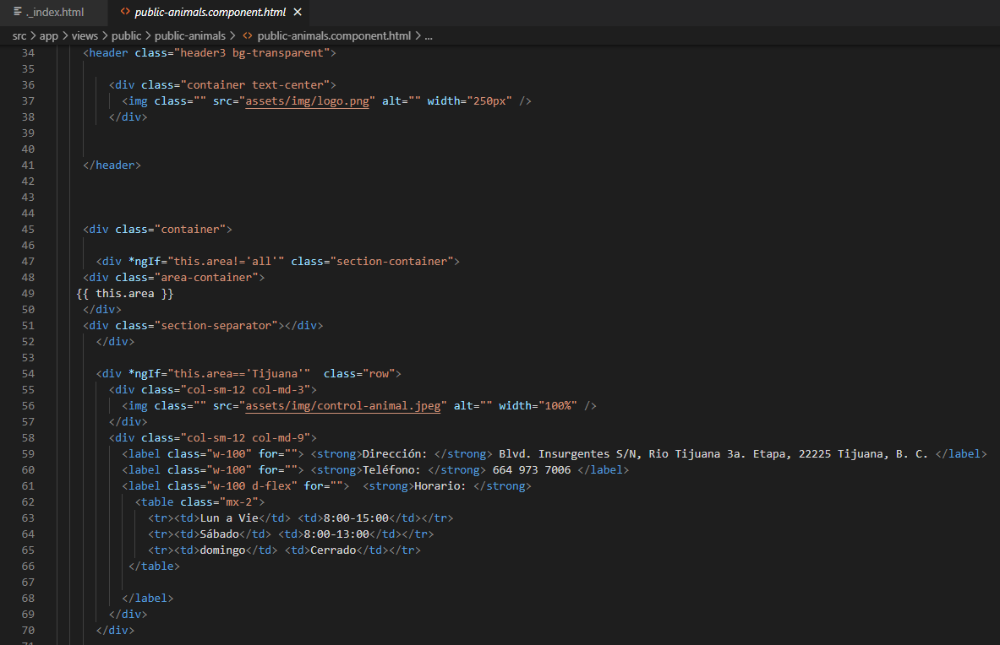 ._index.html
<> public-animals.component.html ×
src > app > views > public > public-animals > <> public-animals.component.html > ...
34 <header class="header3 bg-transparent">
35
36 <div class="container text-center">
37 <img class="" src="assets/img/logo.png" alt="" width="250px" />
38 </div>
39
40
41 </header>
42
43
44
45 <div class="container">
46
47 <div *ngIf="this.area!='all'" class="section-container">
48 <div class="area-container">
49 {{ this.area }}
50 </div>
51 <div class="section-separator"></div>
52 </div>
53
54 <div *ngIf="this.area=='Tijuana'"  class="row">
55 <div class="col-sm-12 col-md-3">
56 <img class="" src="assets/img/control-animal.jpeg" alt="" width="100%" />
57 </div>
58 <div class="col-sm-12 col-md-9">
59 <label class="w-100" for=""> <strong>Dirección: </strong> Blvd. Insurgentes S/N, Rio Tijuana 3a. Etapa, 22225 Tijuana, B. C. </label>
60 <label class="w-100" for=""> <strong>Teléfono: </strong> 664 973 7006 </label>
61 <label class="w-100 d-flex" for="">  <strong>Horario: </strong>
62 <table class="mx-2">
63 <tr><td>Lun a Vie</td> <td>8:00-15:00</td></tr>
64 <tr><td>Sábado</td> <td>8:00-13:00</td></tr>
65 <tr><td>domingo</td> <td>Cerrado</td></tr>
66 </table>
67
68 </label>
69 </div>
70 </div>
71